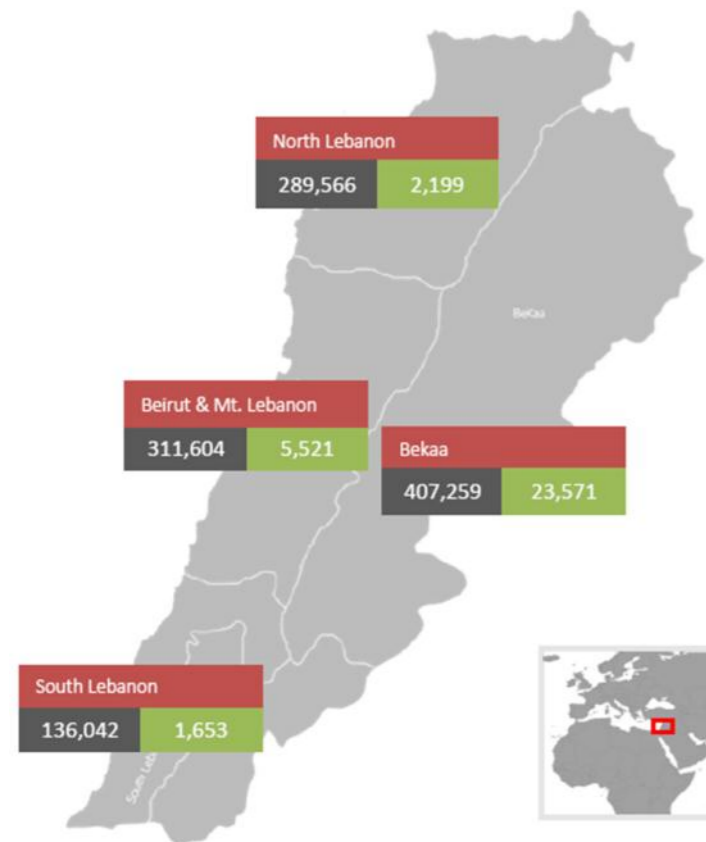 North Lebanon
289,566 2,199
Bekaa
Beirut & Mt. Lebanon
311,604 5,521
Bekaa
407,259 23,571
South Lebanon
136,042 1,653
South